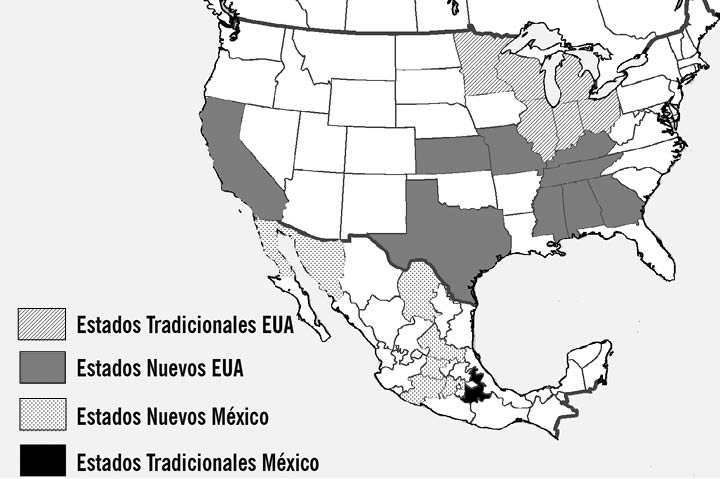 Estados Tradicionales EUA
Estados Nuevos EUA
Estados Nuevos México
Estados Tradicionales México